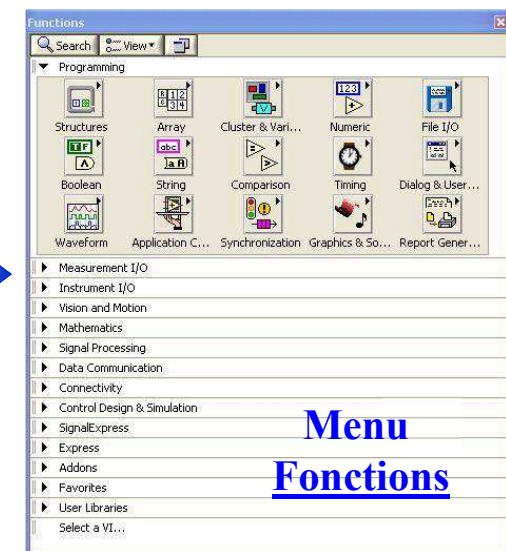 Functions
Search View
Programming
Structures Array Cluster & Vari... Numeric File I/O
Boolean String Comparison Timing Dialog & User...
Waveform Application C... Synchronization Graphics & So... Report Gener...
Measurement I/O
Instrument I/O
Vision and Motion
Mathematics
Signal Processing
Data Communication
Connectivity
Control Design & Simulation
SignalExpress
Express
Addons
Favorites
User Libraries
Select a VI...
Menu
Fonctions